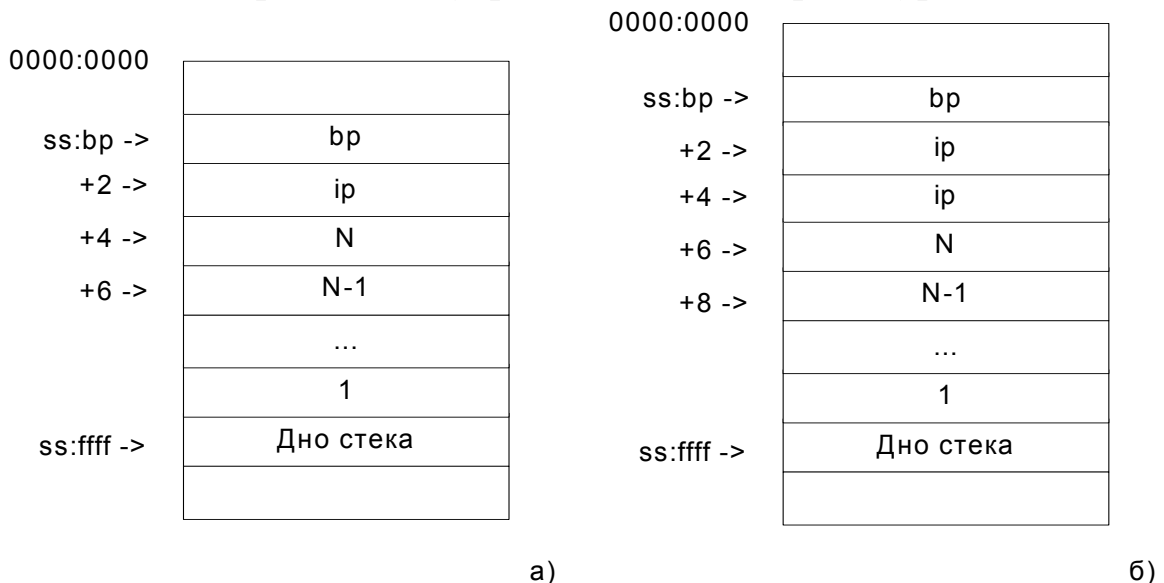 0000:0000
ss:bp -> bp
+2 -> ip
+4 -> N
+6 -> N-1
...
1
ss:ffff -> Дно стека
а)
0000:0000
ss:bp -> bp
+2 -> ip
+4 -> ip
+6 -> N
+8 -> N-1
...
1
ss:ffff -> Дно стека
б)